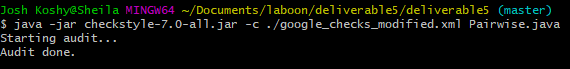 Josh Koshy@Sheila MINGW64 ~/Documents/laboon/deliverable5/deliverable5 (master)
$ java -jar checkstyle-7.0-all.jar -c ./google_checks_modified.xml Pairwise.java
Starting audit...
Audit done.